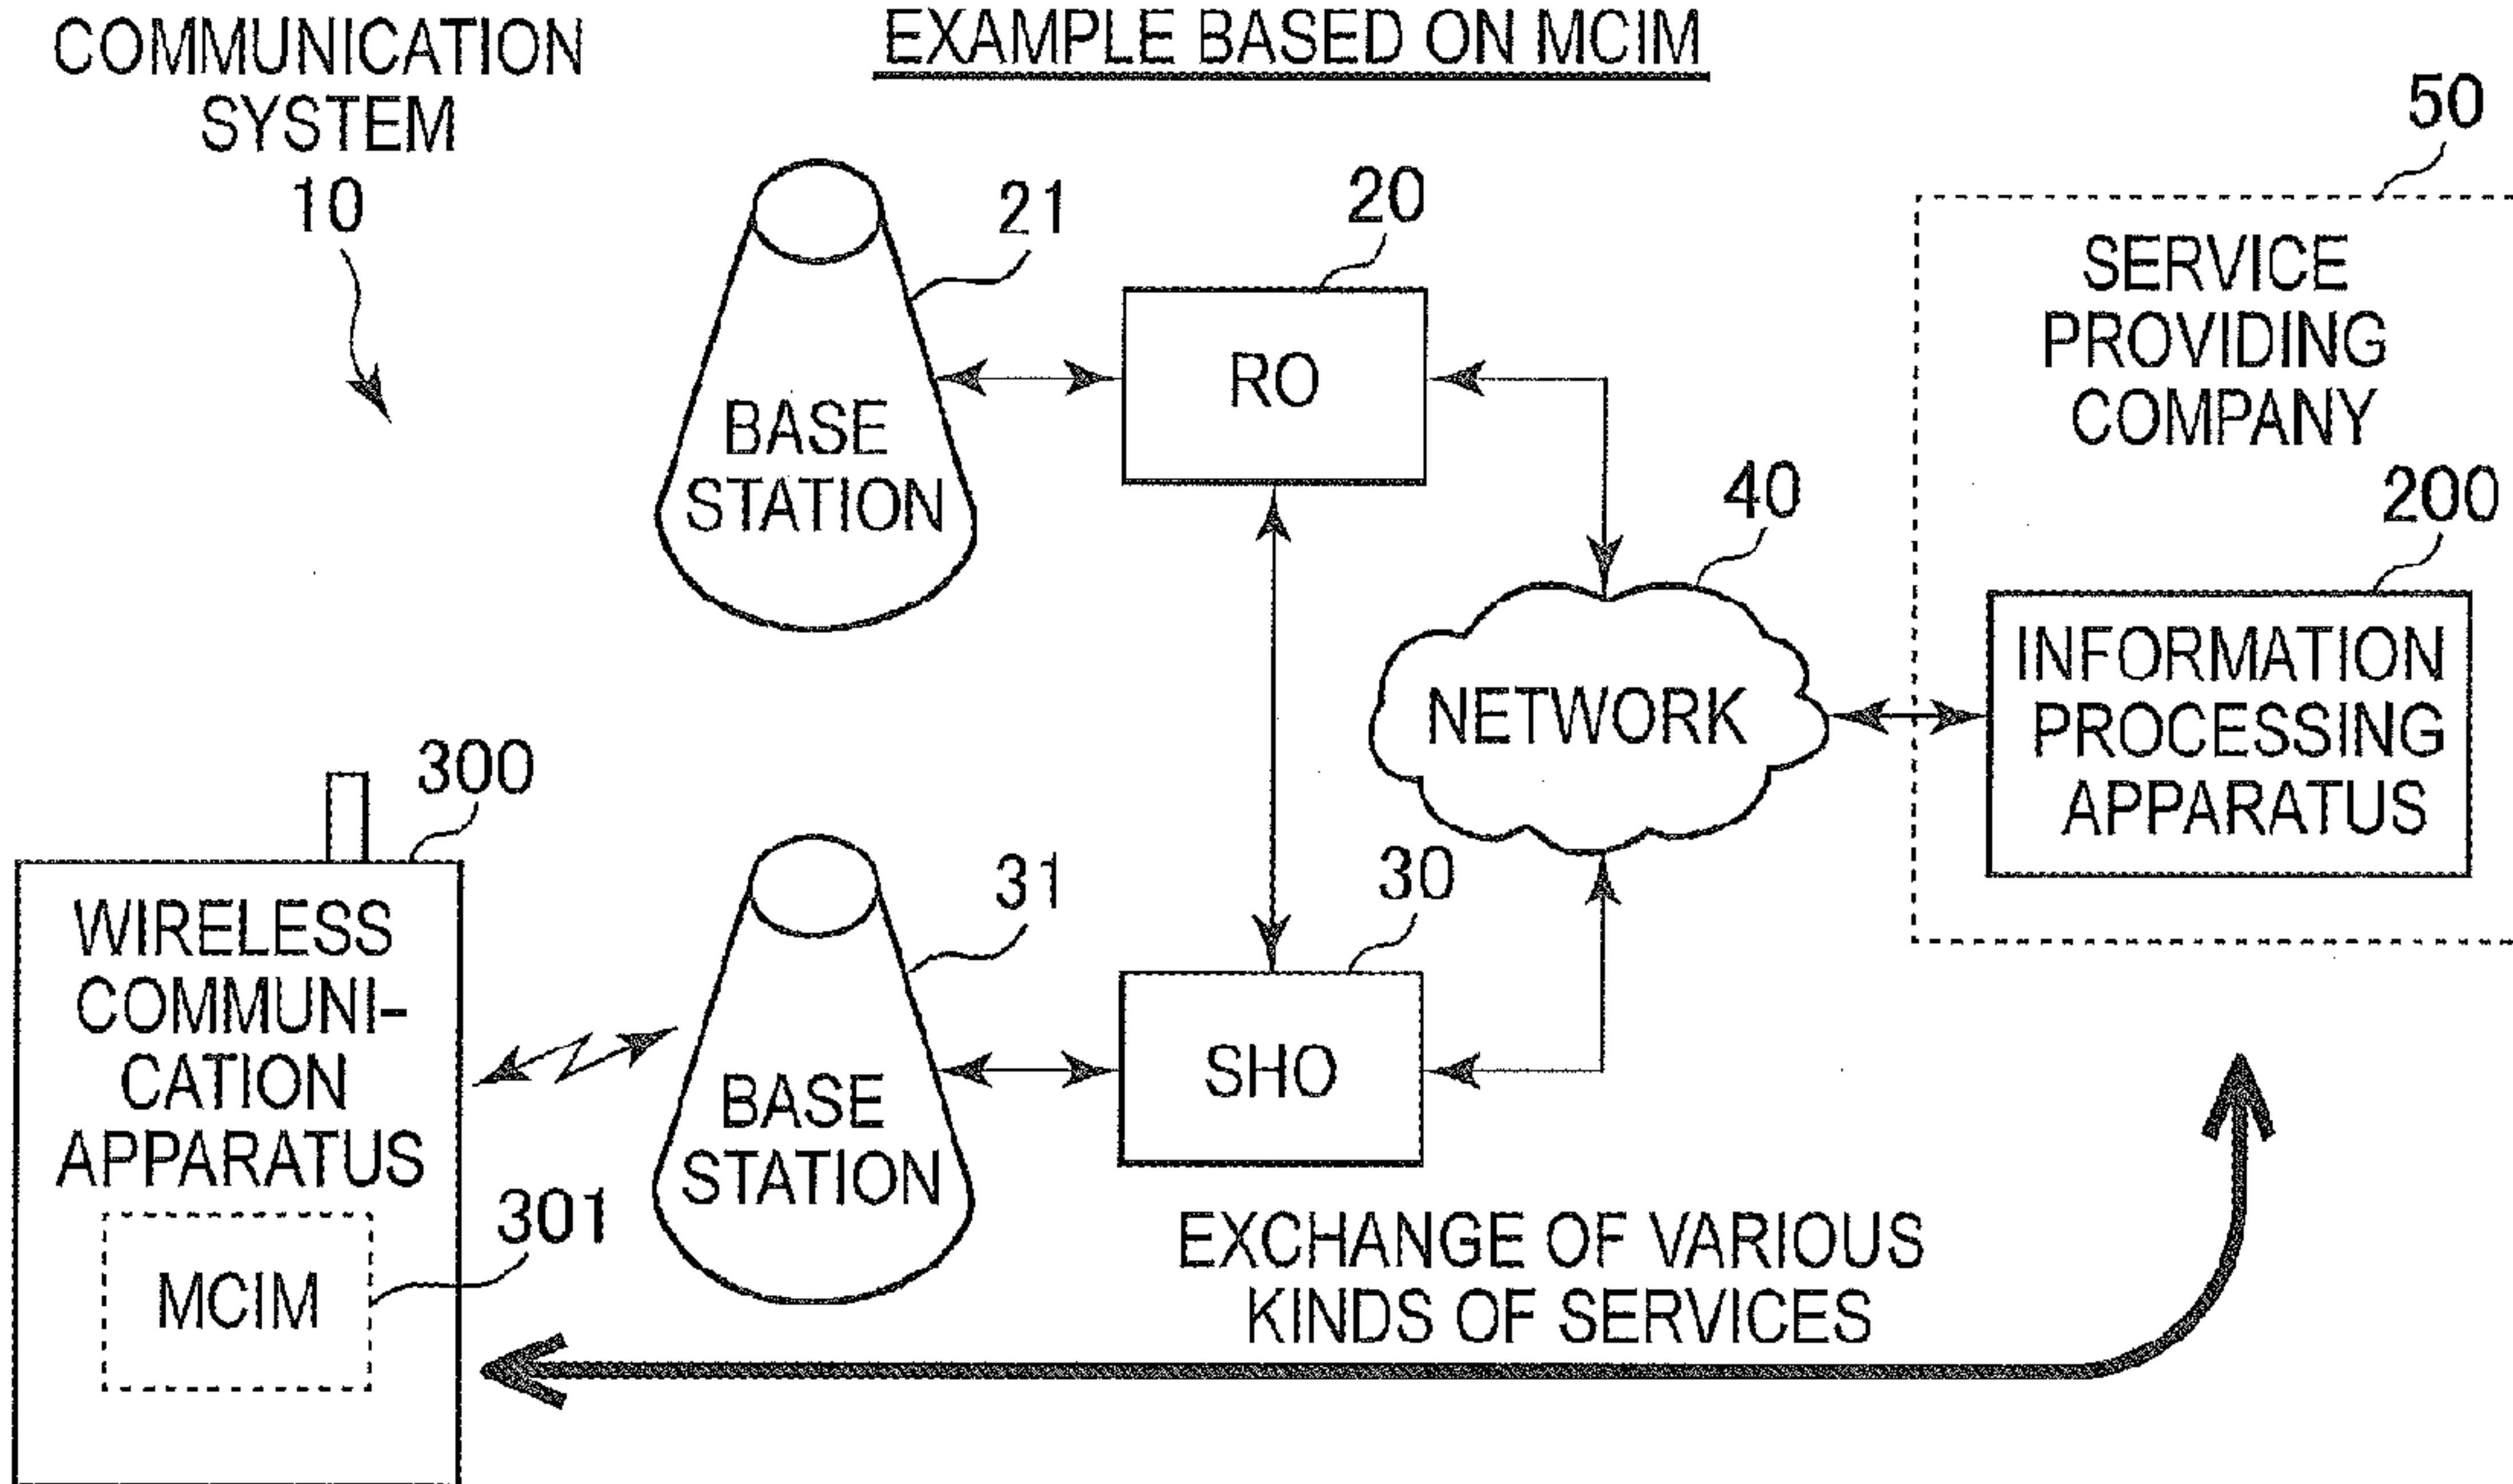 COMMUNICATION
SYSTEM
10
EXAMPLE BASED ON MCIM
50
21
20
SERVICE
PROVIDING
COMPANY
RO
BASE
STATION
40
200
NETWORK
INFORMATION
PROCESSING
APPARATUS
300
31
30
WIRELESS
COMMUNI-
CATION
APPARATUS
301
MCIM
BASE
STATION
SHO
EXCHANGE OF VARIOUS
KINDS OF SERVICES